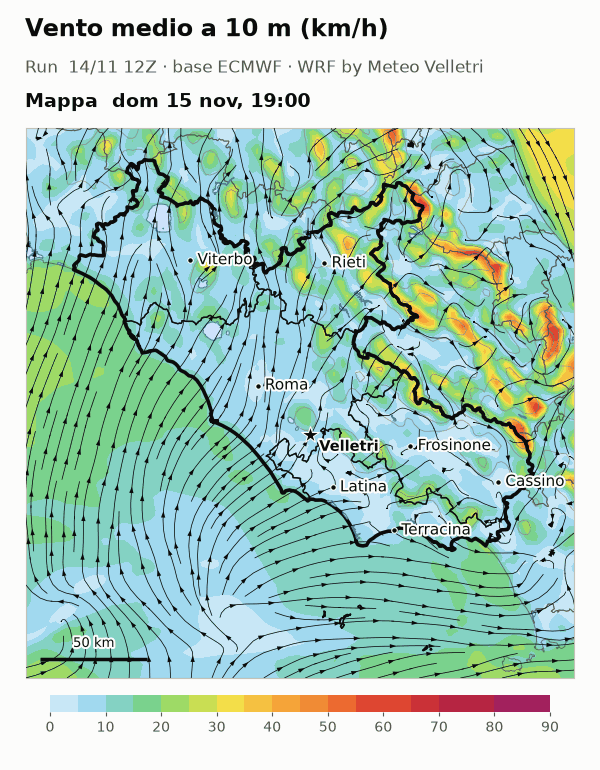 Vento medio a 10 m (km/h)
Run  14/11 12Z · base ECMWF · WRF by Meteo Velletri
Mappa  dom 15 nov, 19:00
Viterbo
Rieti
Roma
Velletri
Frosinone
Cassino
Latina
Terracina
50 km
0 10 20 30 40 50 60 70 80 90